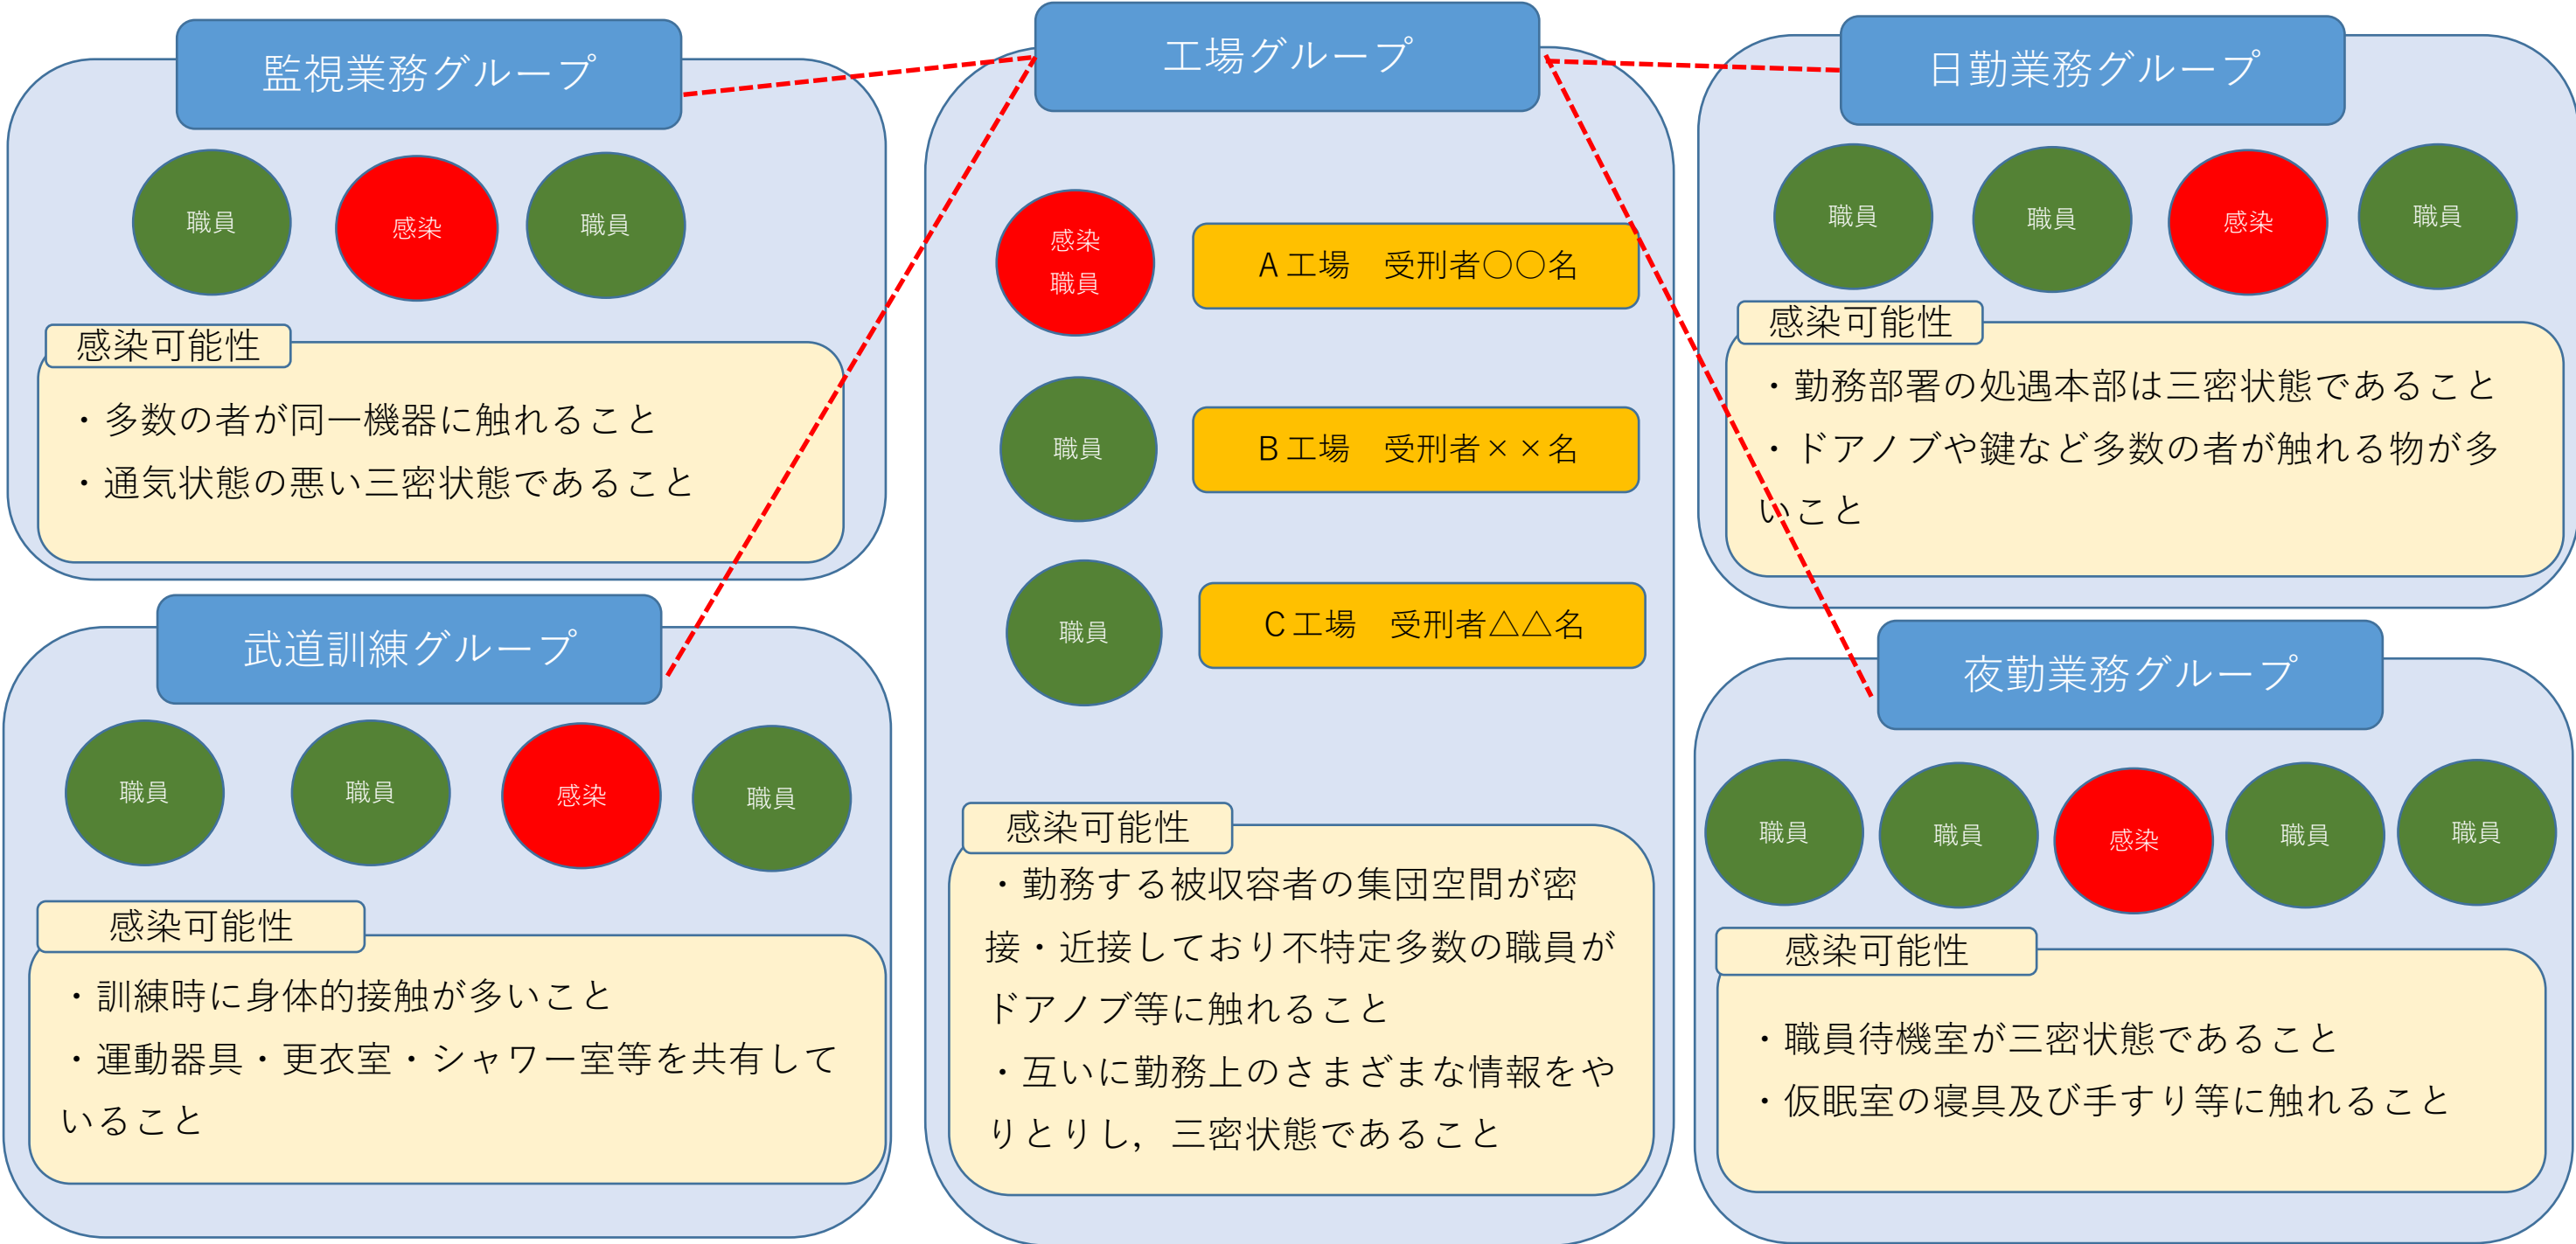 監視業務グループ
職員
感染
職員
感染可能性
・多数の者が同一機器に触れること
・通気状態の悪い三密状態であること
武道訓練グループ
職員
職員
感染
職員
感染可能性
・訓練時に身体的接触が多いこと
・運動器具・更衣室・シャワー室等を共有して
いること
工場グループ
感染
職員
A工場　受刑者〇〇名
職員
B工場　受刑者××名
職員
C工場　受刑者△△名
感染可能性
・勤務する被収容者の集団空間が密
接・近接しており不特定多数の職員が
ドアノブ等に触れること
・互いに勤務上のさまざまな情報をや
りとりし，三密状態であること
日勤業務グループ
職員
職員
感染
職員
感染可能性
・勤務部署の処遇本部は三密状態であること
・ドアノブや鍵など多数の者が触れる物が多
いこと
夜勤業務グループ
職員
職員
感染
職員
職員
感染可能性
・職員待機室が三密状態であること
・仮眠室の寝具及び手すり等に触れること